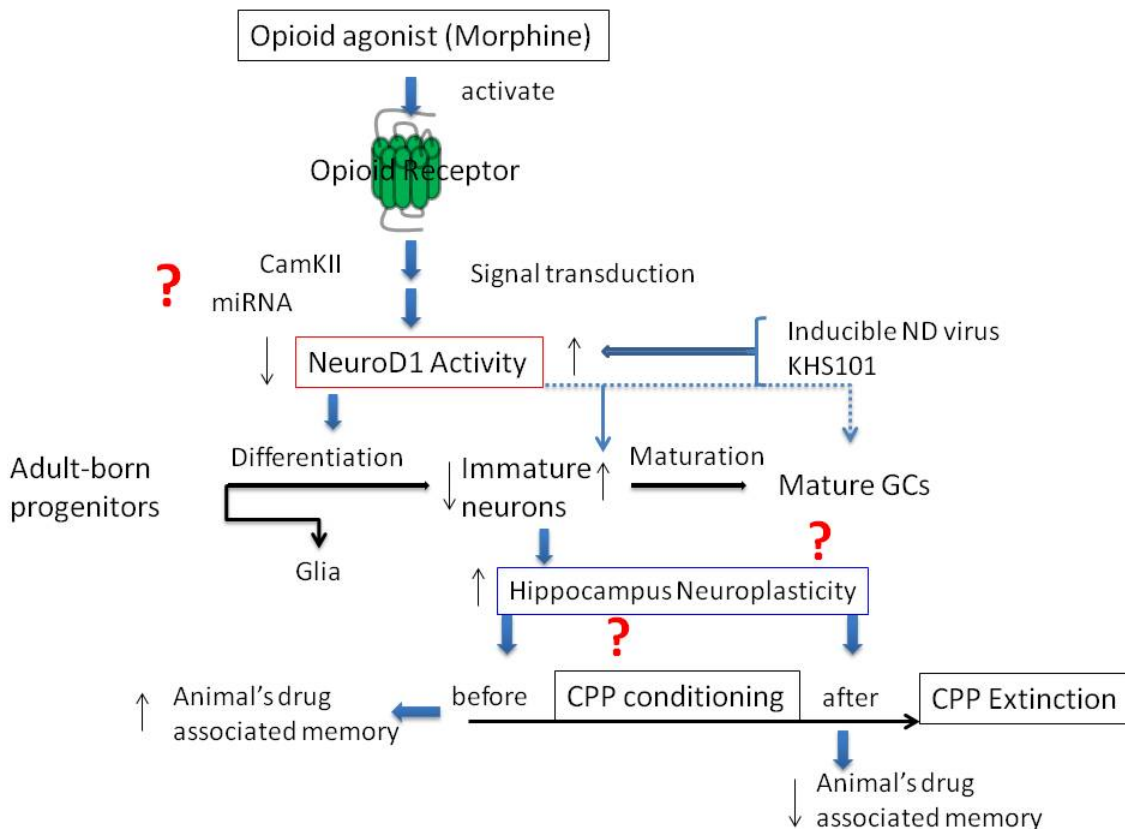 Opioid agonist (Morphine)
activate
Opioid Receptor
CamKII
Signal transduction
?
miRNA
NeuroD1 Activity
Inducible ND virus
KHS101
Adult-born
progenitors
Differentiation
Immature
neurons
Maturation
Mature GCs
Glia
?
Hippocampus Neuroplasticity
?
before
CPP conditioning
after
CPP Extinction
Animal's drug
associated memory
Animal's drug
associated memory